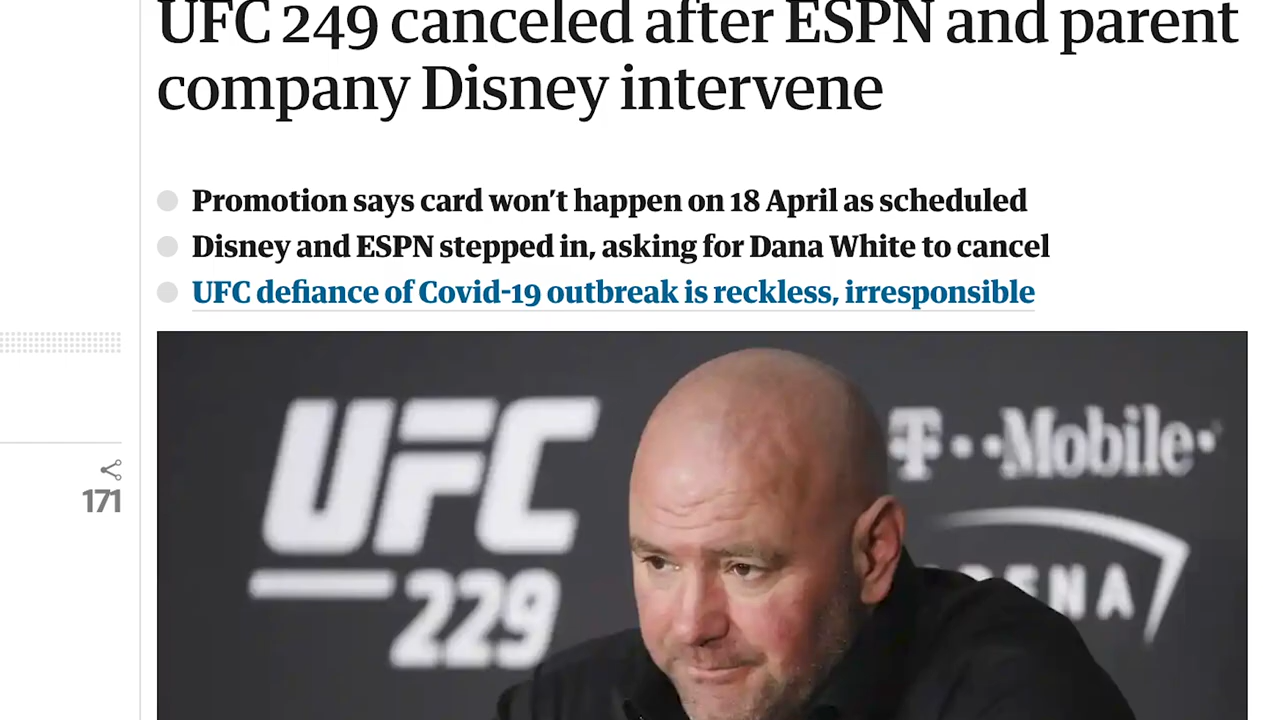 UFC 249 canceled after ESPN and parent
company Disney intervene
Promotion says card won’t happen on 18 April as scheduled
Disney and ESPN stepped in, asking for Dana White to cancel
UFC defiance of Covid-19 outbreak is reckless, irresponsible
171
UFC
229
T··Mobile·